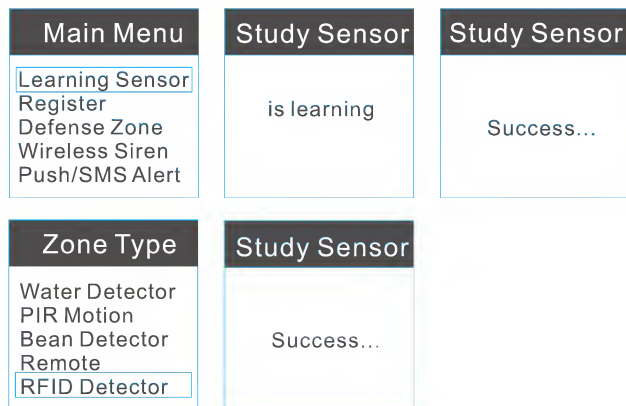 Main Menu
Learning Sensor
Register
Defense Zone
Wireless Siren
Push/SMS Alert
Study Sensor
is learning
Study Sensor
Success...
Zone Type
Water Detector
PIR Motion
Bean Detector
Remote
RFID Detector
Study Sensor
Success...